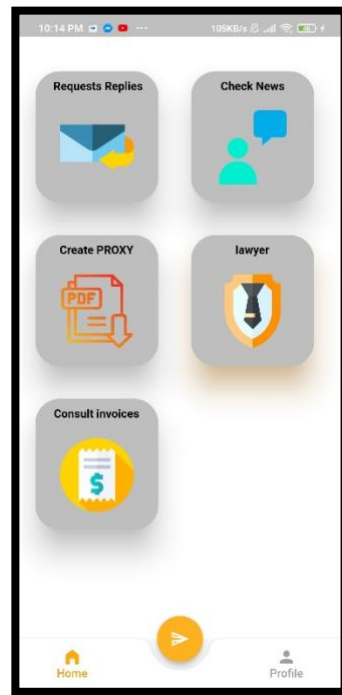 10:14 PM ... 105KB/s
Requests Replies
Check News
Create PROXY
PDF
lawyer
Consult invoices
$
Home
Profile